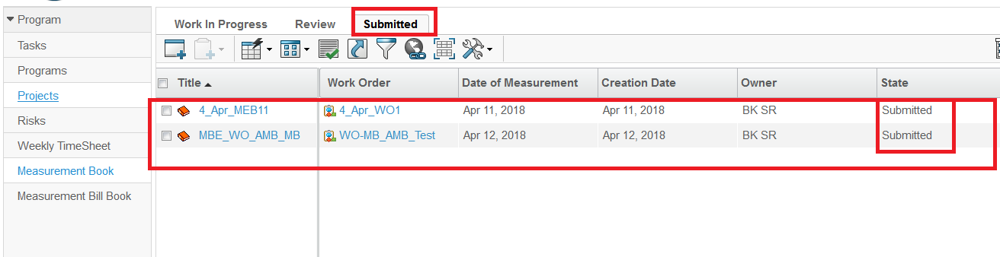 Program
Tasks
Programs
Projects
Risks
Weekly TimeSheet
Measurement Book
Measurement Bill Book
Work In Progress Review Submitted
Title Work Order Date of Measurement Creation Date Owner State
4_Apr_MEB11 4_Apr_WO1 Apr 11, 2018 Apr 11, 2018 BK SR Submitted
MBE_WO_AMB_MB WO-MB_AMB_Test Apr 12, 2018 Apr 12, 2018 BK SR Submitted